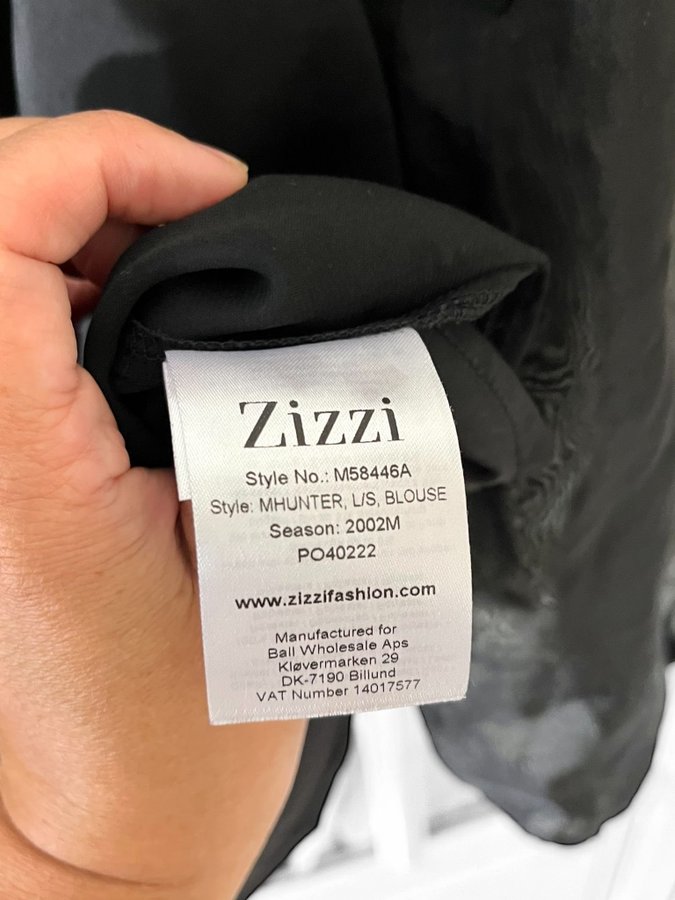 Zizzi
Style No.: M58446A
Style: MHUNTER, L/S, BLOUSE
Season: 2002M
PO40222
www.zizzifashion.com
Manufactured for
Ball Wholesale Aps
Kløvermarken 29
DK-7190 Billund
VAT Number 14017577